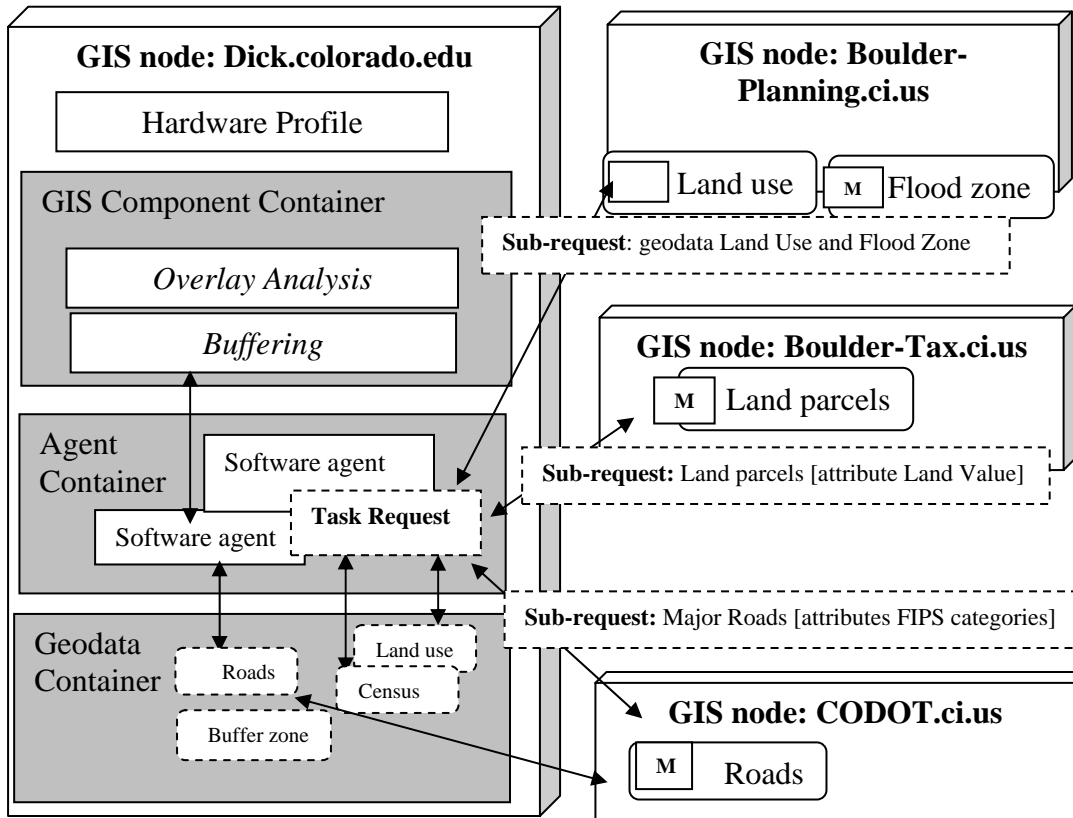 GIS node: Dick.colorado.edu
Hardware Profile
GIS Component Container
Overlay Analysis
Buffering
Agent
Container
Software agent
Task Request
Software agent
Geodata
Container
Roads
Land use
Census
Buffer zone
GIS node: Boulder-
Planning.ci.us
Land use
M
Flood zone
Sub-request: geodata Land Use and Flood Zone
GIS node: Boulder-Tax.ci.us
M
Land parcels
Sub-request: Land parcels [attribute Land Value]
Sub-request: Major Roads [attributes FIPS categories]
GIS node: CODOT.ci.us
M
Roads